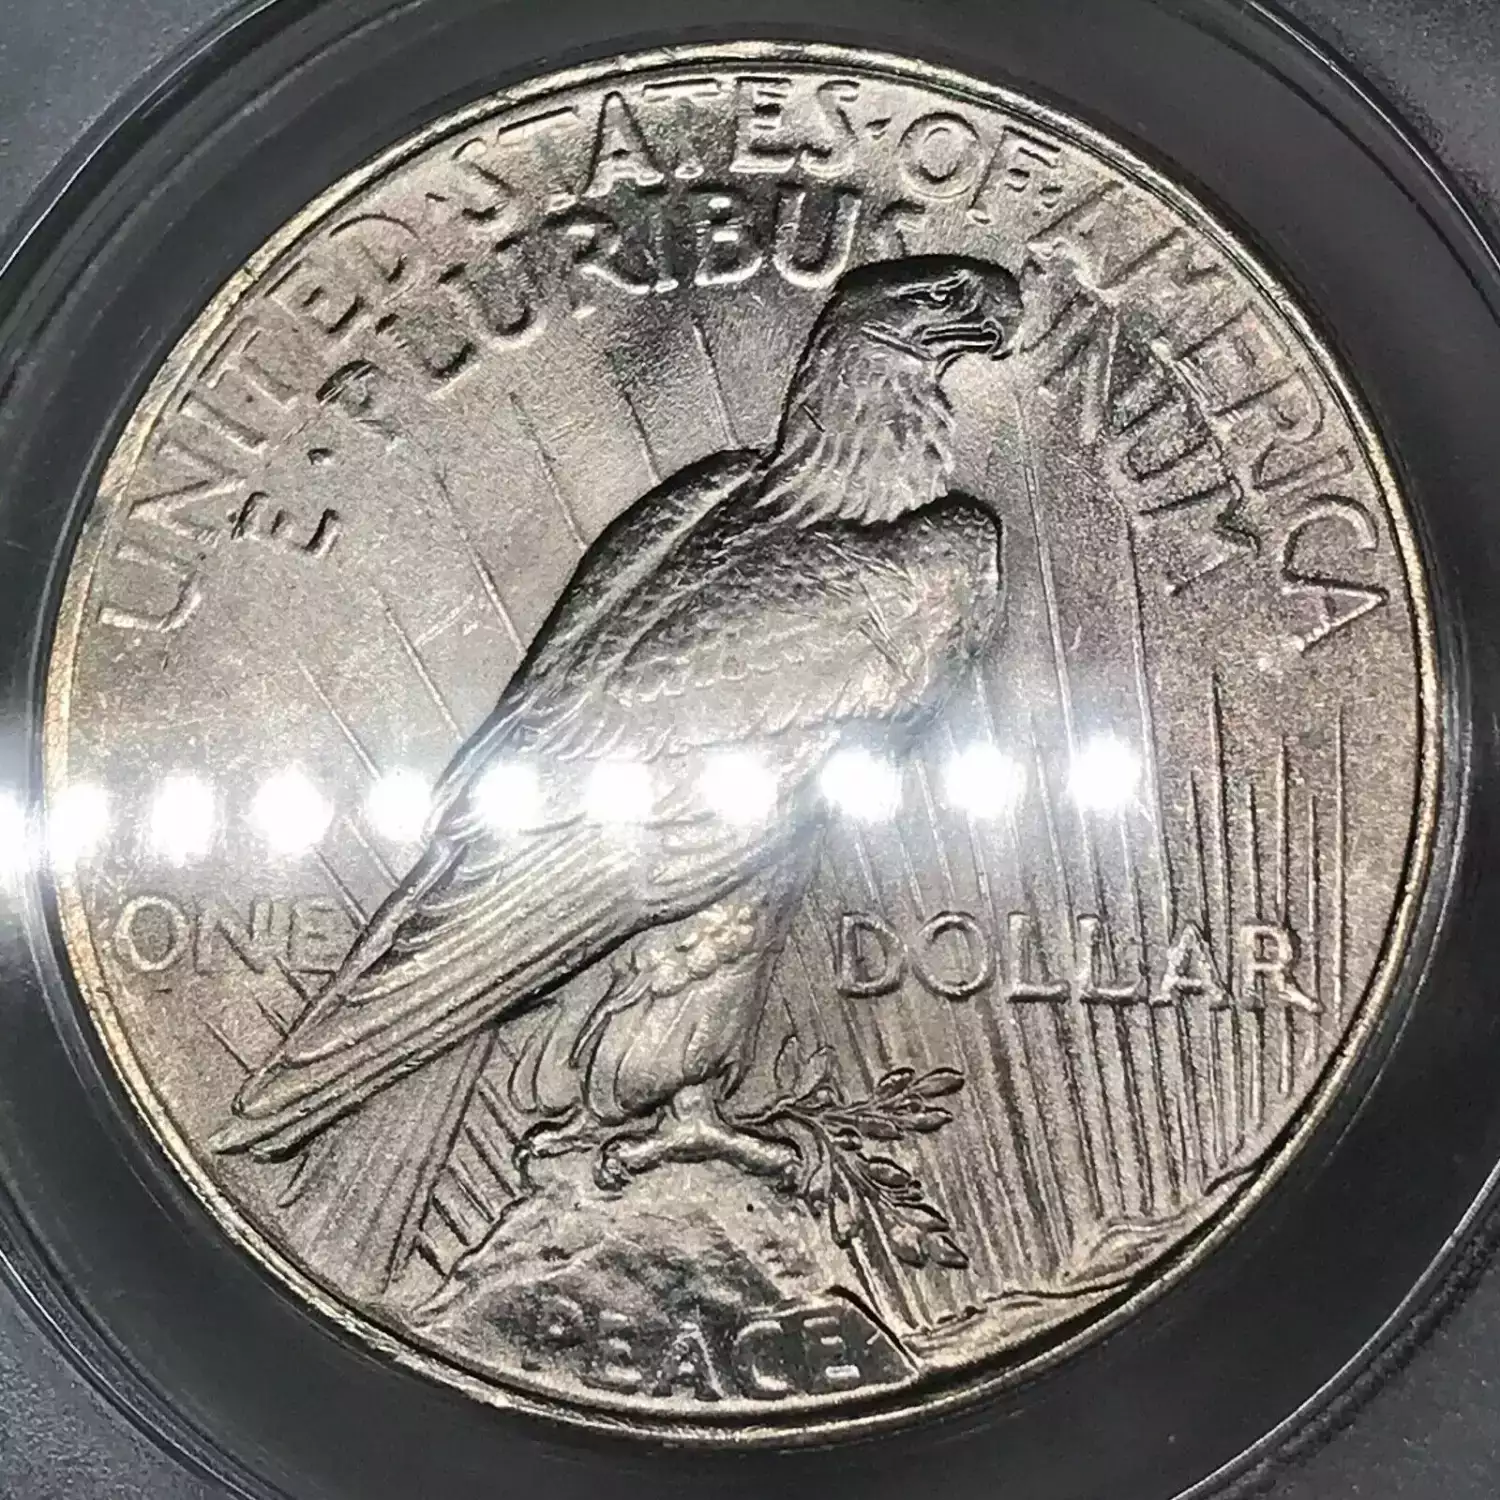 UNITED·STATES·OF·AMERICA
E·PLURIBUS UNUM
ONE DOLLAR
PEACE